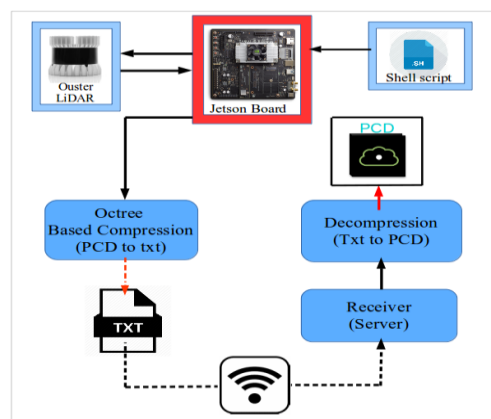 Ouster
LiDAR
Jetson Board
.SH
Shell script
PCD
Octree
Based Compression
(PCD to txt)
Decompression
(Txt to PCD)
TXT
Receiver
(Server)